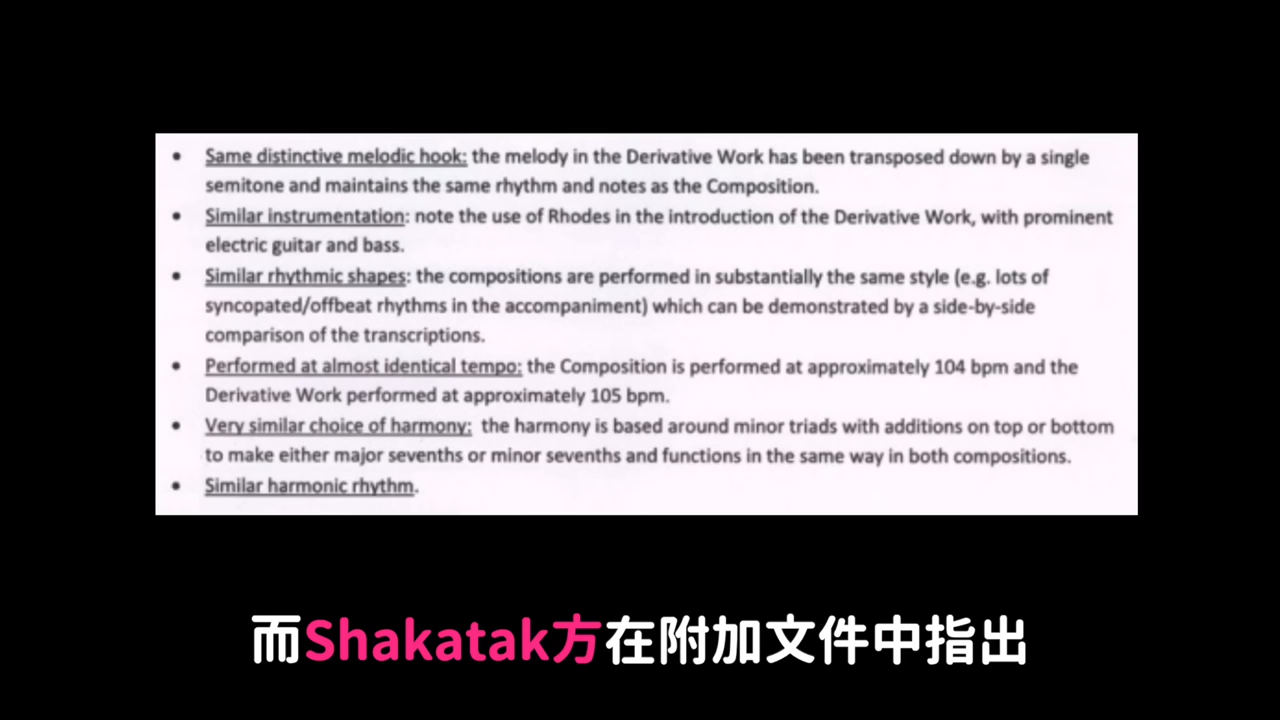 • Same distinctive melodic hook: the melody in the Derivative Work has been transposed down by a single
semitone and maintains the same rhythm and notes as the Composition.
• Similar instrumentation: note the use of Rhodes in the introduction of the Derivative Work, with prominent
electric guitar and bass.
• Similar rhythmic shapes: the compositions are performed in substantially the same style (e.g. lots of
syncopated/offbeat rhythms in the accompaniment) which can be demonstrated by a side-by-side
comparison of the transcriptions.
• Performed at almost identical tempo: the Composition is performed at approximately 104 bpm and the
Derivative Work performed at approximately 105 bpm.
• Very similar choice of harmony: the harmony is based around minor triads with additions on top or bottom
to make either major sevenths or minor sevenths and functions in the same way in both compositions.
• Similar harmonic rhythm.
而Shakatak方在附加文件中指出